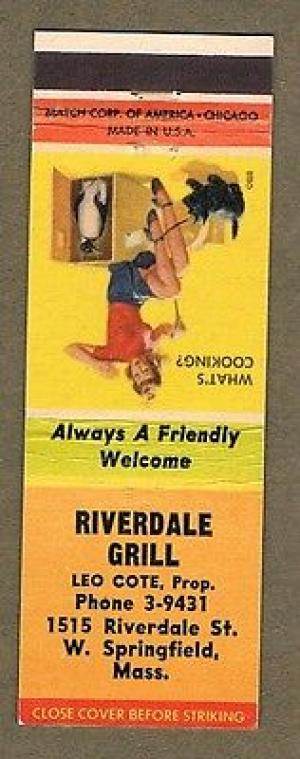 MATCH CORP. OF AMERICA • CHICAGO
MADE IN U.S.A.
WHAT'S
COOKING?
Always A Friendly
Welcome
RIVERDALE
GRILL
LEO COTE, Prop.
Phone 3-9431
1515 Riverdale St.
W. Springfield,
Mass.
CLOSE COVER BEFORE STRIKING